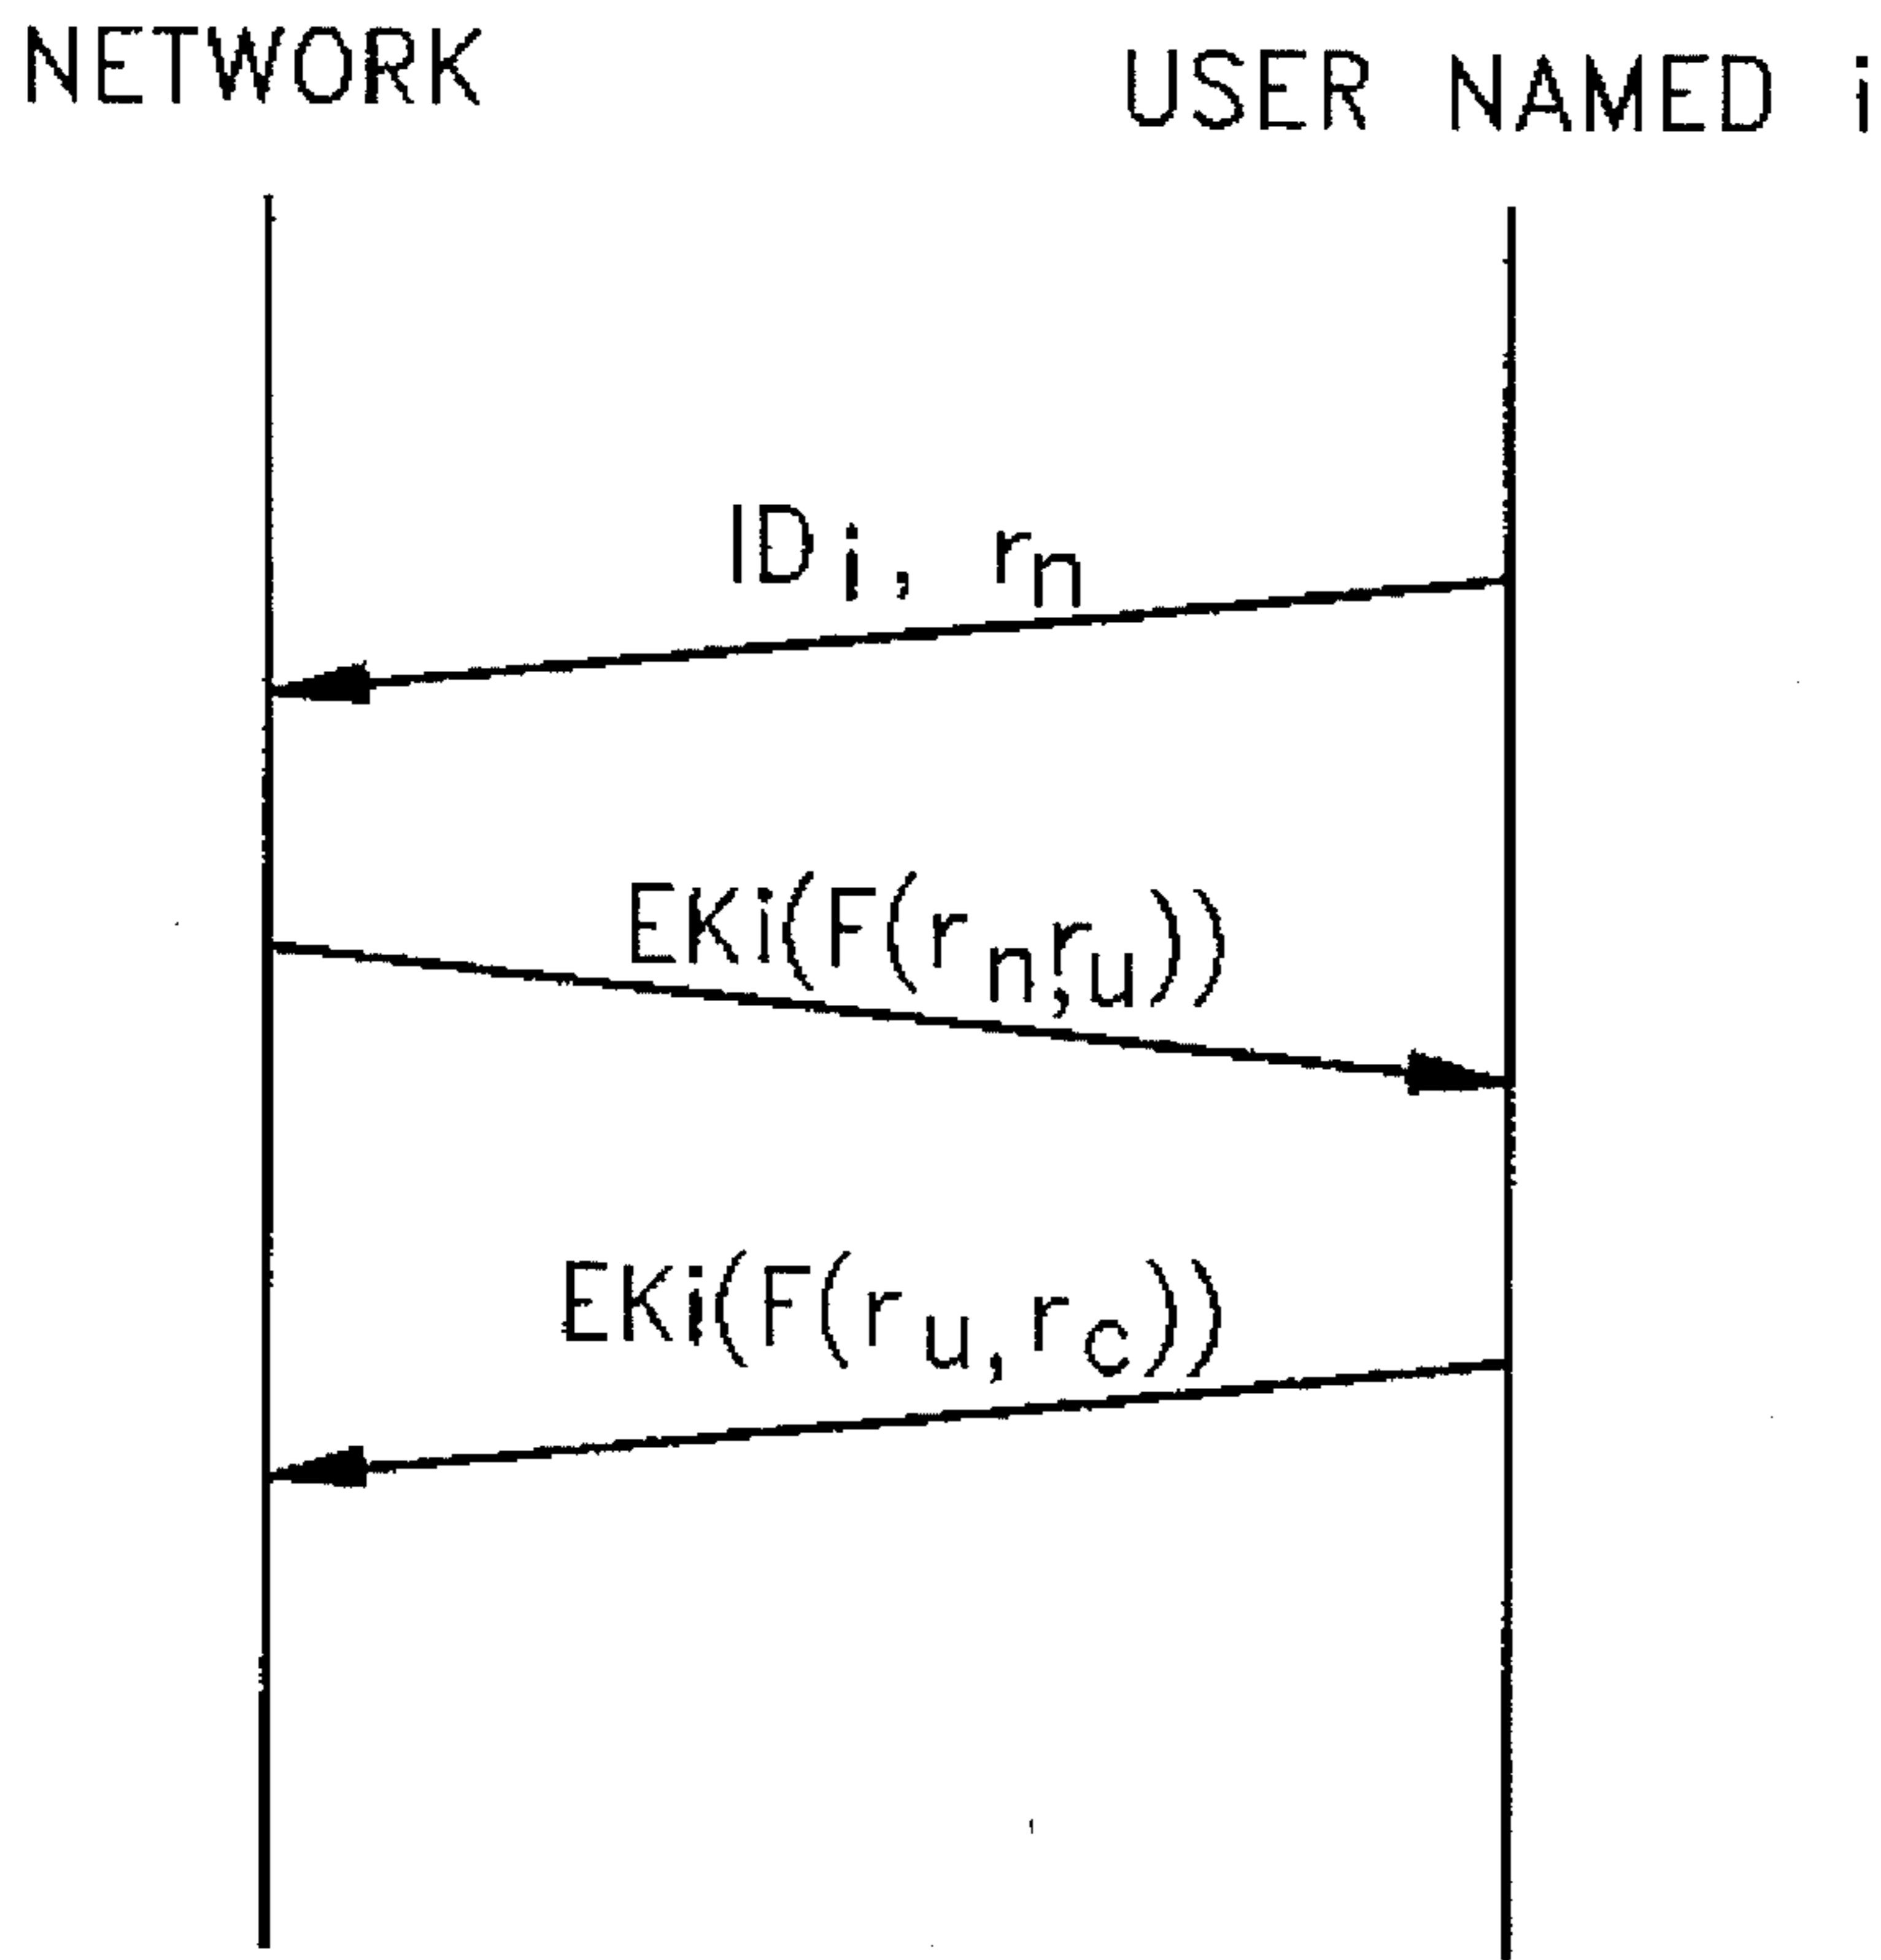 NETWORK
USER NAMED i
IDi, rn
EKi(F(rn,ru))
EKi(F(ru,rc))